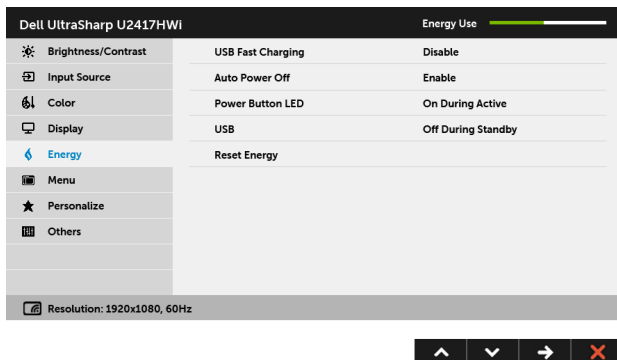 Dell UltraSharp U2417HWi
Energy Use
Brightness/Contrast
USB Fast Charging
Disable
Input Source
Auto Power Off
Enable
Color
Power Button LED
On During Active
Display
USB
Off During Standby
Energy
Reset Energy
Menu
Personalize
Others
Resolution: 1920x1080, 60Hz